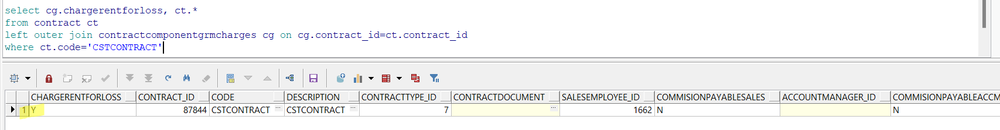 select cg.chargerentforloss, ct.*
from contract ct
left outer join contractcomponentgrmcharges cg on cg.contract_id=ct.contract_id
where ct.code='CSTCONTRACT'
CHARGERENTFORLOSS CONTRACT_ID CODE DESCRIPTION CONTRACTTYPE_ID CONTRACTDOCUMENT SALESEMPLOYEE_ID COMMISIONPAYABLESALES ACCOUNTMANAGER_ID COMMISIONPAYABLEACCM
1 Y 87844 CSTCONTRACT ... CSTCONTRACT ... 7 ... 1662 N N